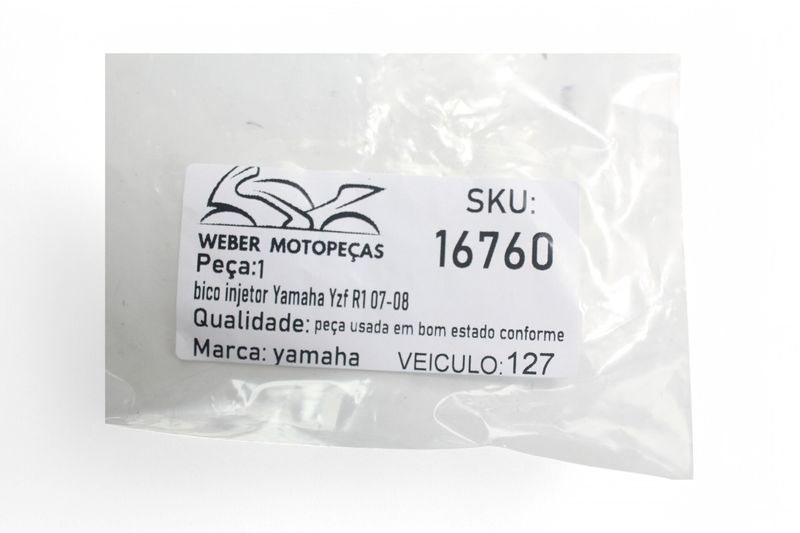 SKU:
16760
WEBER MOTOPEÇAS
Peça:1
bico injetor Yamaha Yzf R1 07-08
Qualidade: peça usada em bom estado conforme
Marca: yamaha VEICULO: 127